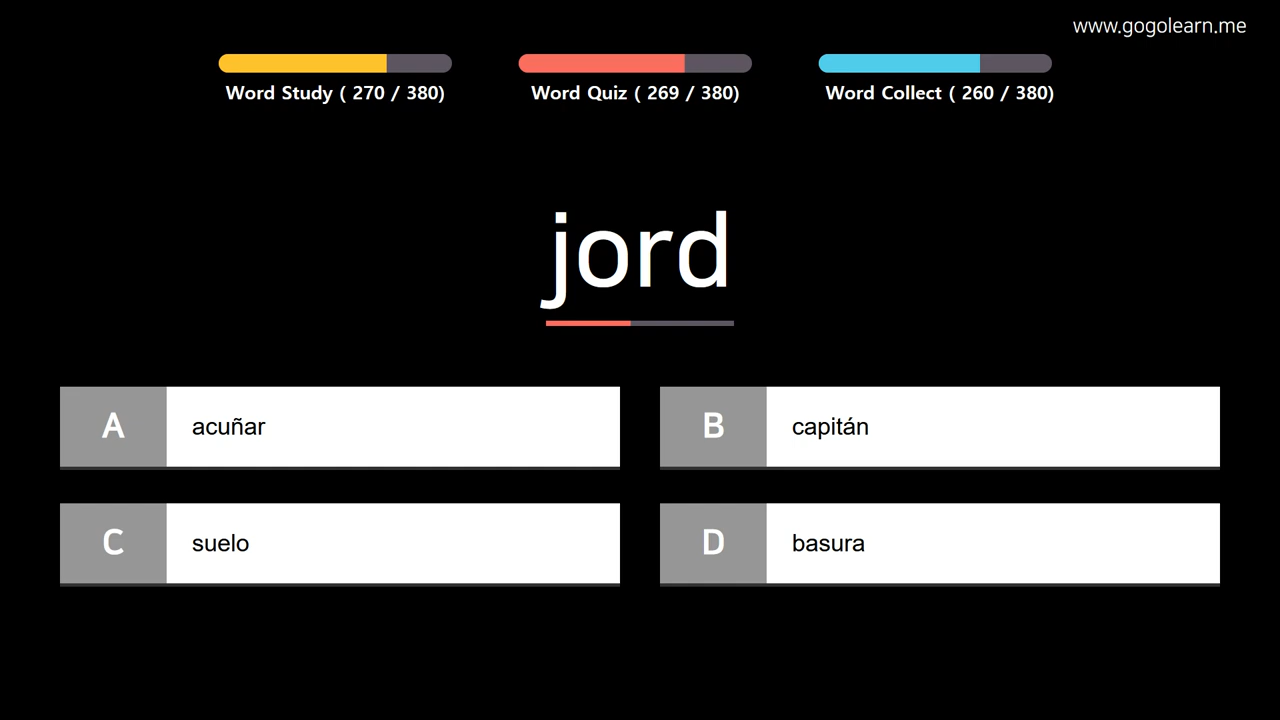 www.gogolearn.me
Word Study ( 270 / 380)
Word Quiz ( 269 / 380)
Word Collect ( 260 / 380)
jord
A acuñar
B capitán
C suelo
D basura